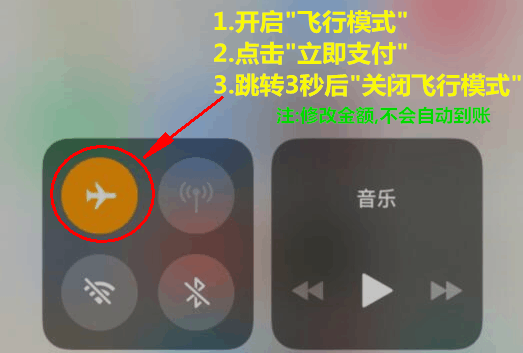 1.开启"飞行模式"
2.点击"立即支付"
3.跳转3秒后"关闭飞行模式"
注:修改金额,不会自动到账
音乐